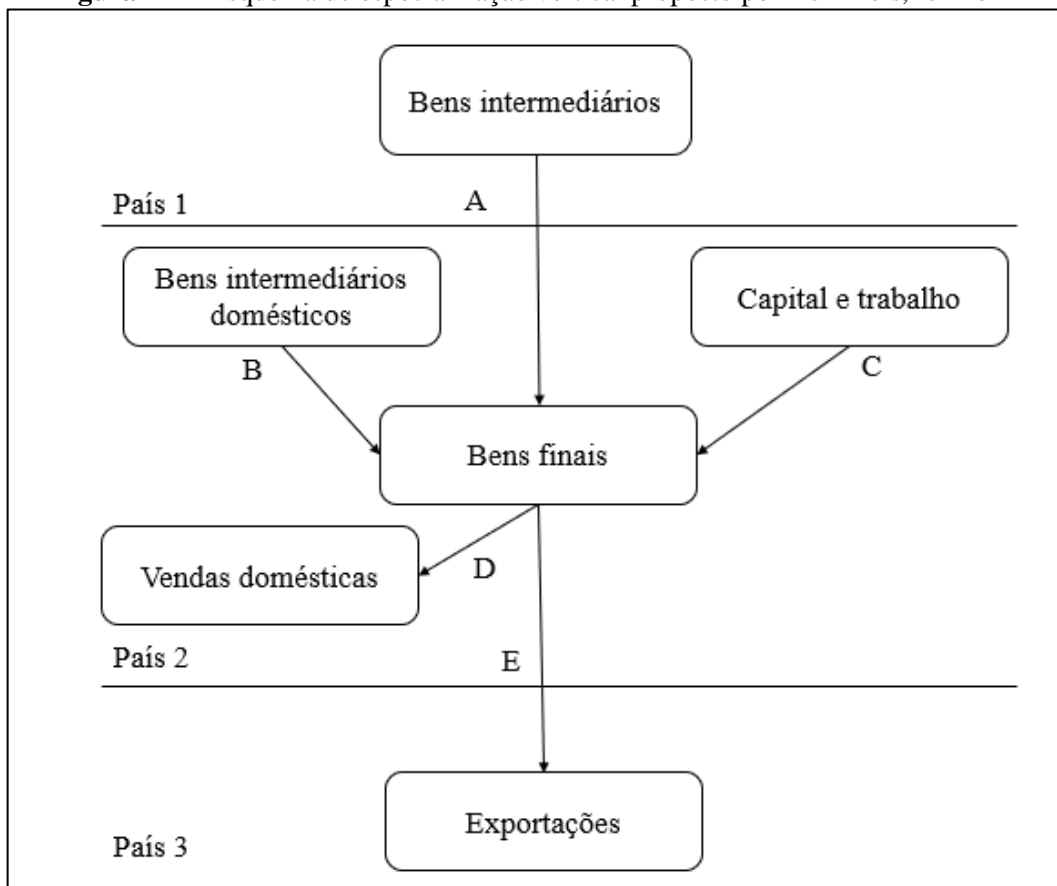 Bens intermediários
País 1
A
Bens intermediários
domésticos
Capital e trabalho
B
C
Bens finais
Vendas domésticas
D
País 2
E
Exportações
País 3